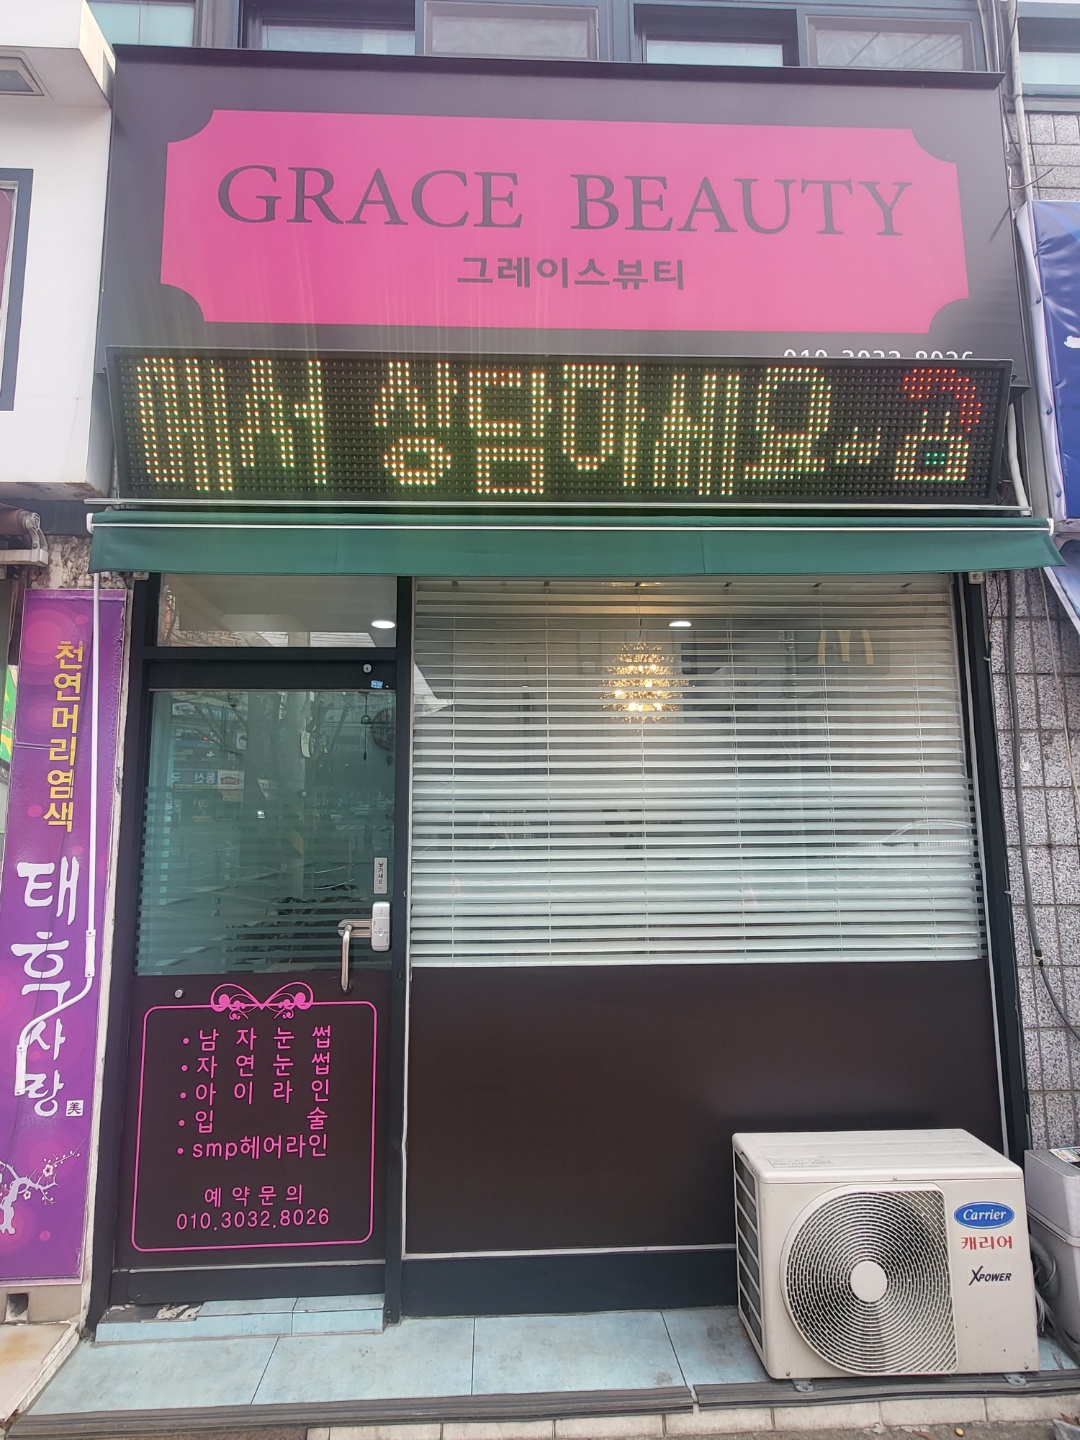 GRACE BEAUTY
그레이스뷰티
010 3032 8026
상담하세요~
천연머리염색
태후사랑
美
• 남자눈썹
• 자연눈썹
• 아이라인
• 입술
• smp헤어라인
예약문의
010.3032.8026
Carrier
캐리어
XPOWER